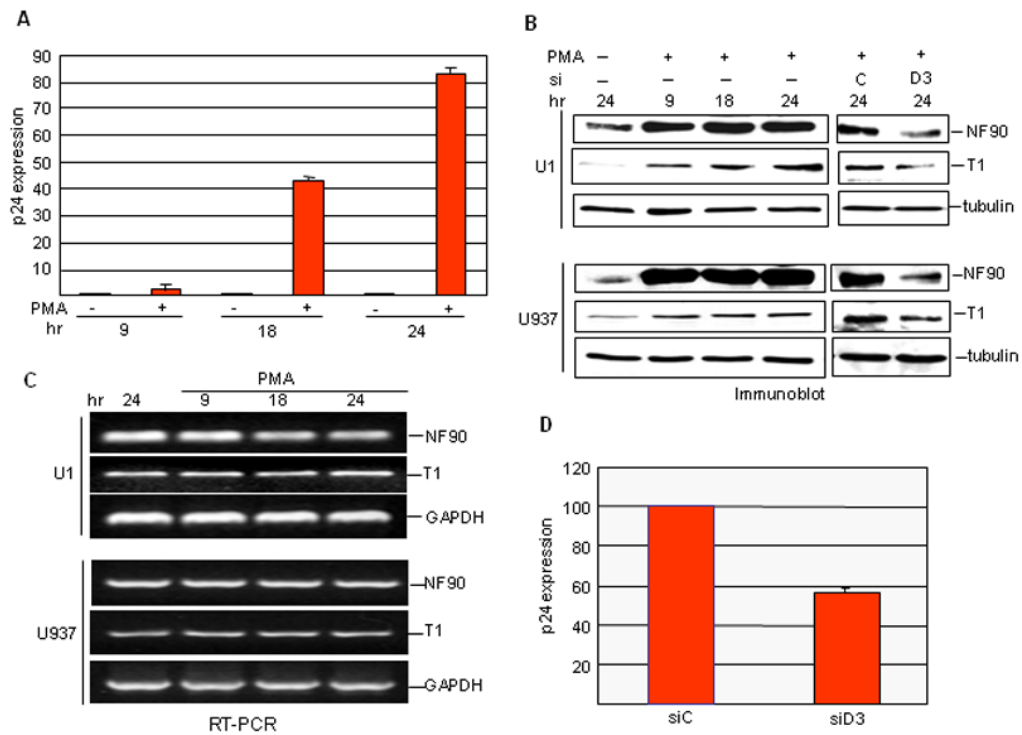 A
90
80
70
60
50
40
30
20
10
p24 expression
PMA - + - + - +
hr 9 18 24
B
PMA – + + + + +
si – – – – C D3
hr 24 9 18 24 24 24
NF90
U1 T1
tubulin
NF90
U937 T1
tubulin
Immunoblot
C
PMA
hr 24 9 18 24
NF90
U1 T1
GAPDH
NF90
U937 T1
GAPDH
RT-PCR
D
120
100
80
60
40
20
p24 expression
siC siD3